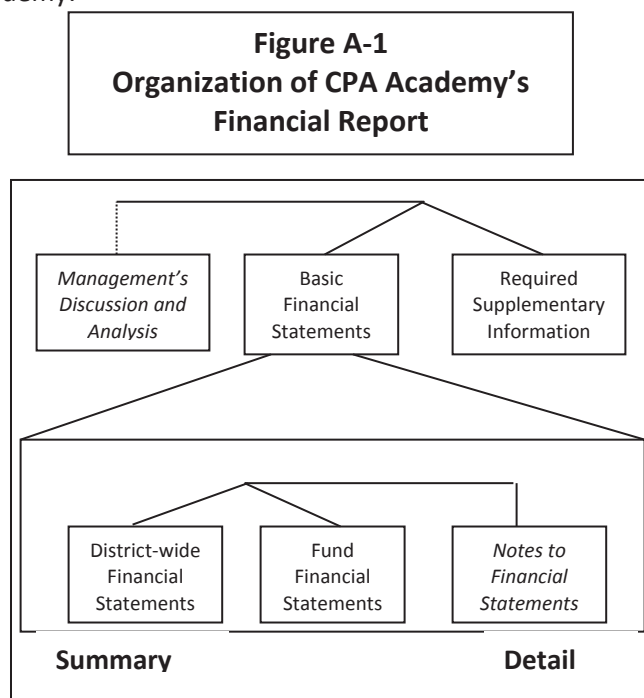 demy.
Figure A-1
Organization of CPA Academy's
Financial Report
Management's
Discussion and
Analysis
Basic
Financial
Statements
Required
Supplementary
Information
District-wide
Financial
Statements
Fund
Financial
Statements
Notes to
Financial
Statements
Summary
Detail